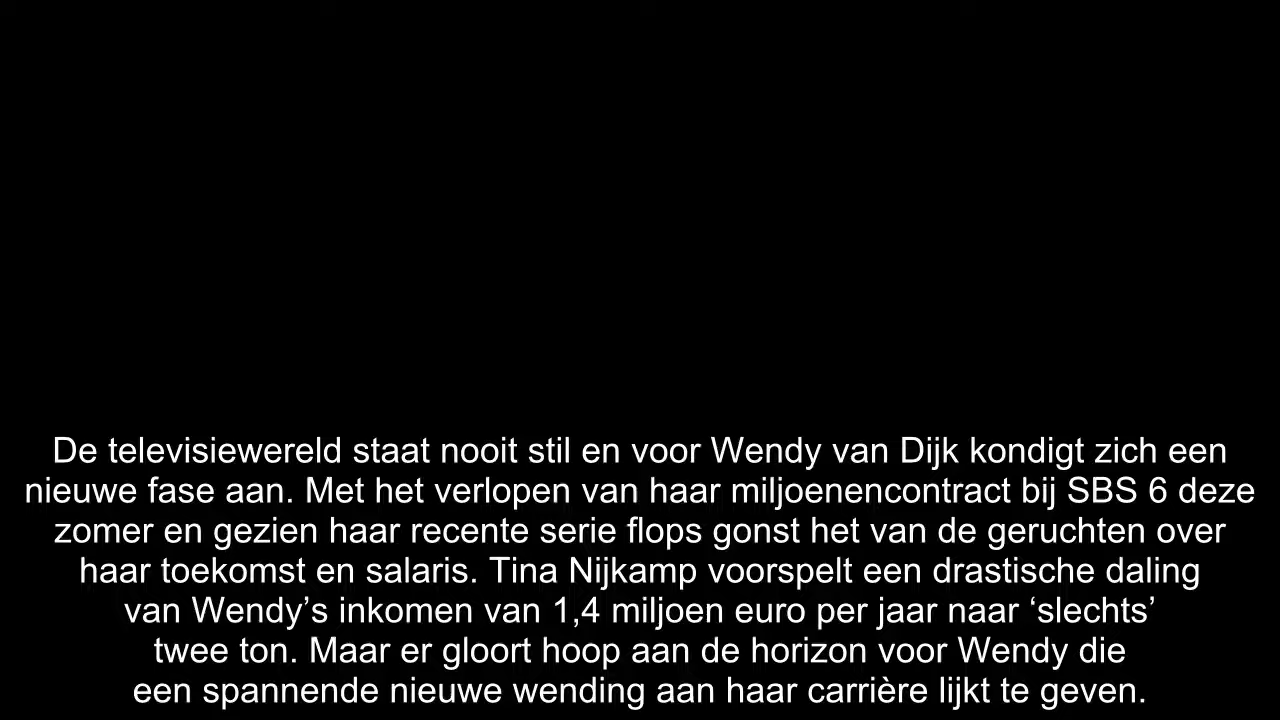 De televisiewereld staat nooit stil en voor Wendy van Dijk kondigt zich een
nieuwe fase aan. Met het verlopen van haar miljoenencontract bij SBS 6 deze
zomer en gezien haar recente serie flops gonst het van de geruchten over
haar toekomst en salaris. Tina Nijkamp voorspelt een drastische daling
van Wendy’s inkomen van 1,4 miljoen euro per jaar naar ‘slechts’
twee ton. Maar er gloort hoop aan de horizon voor Wendy die
een spannende nieuwe wending aan haar carrière lijkt te geven.